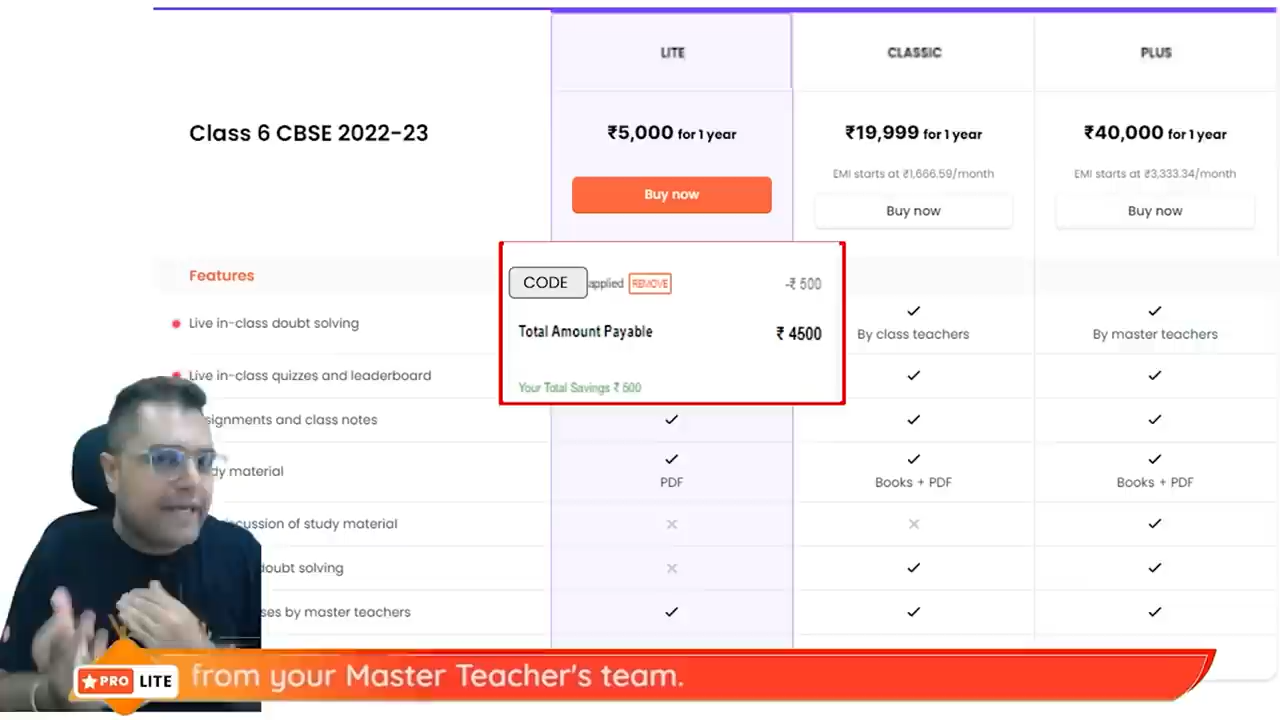 LITE
CLASSIC
PLUS
Class 6 CBSE 2022-23
₹5,000 for 1 year
₹19,999 for 1 year
₹40,000 for 1 year
EMI starts at ₹1,666.59/month
EMI starts at ₹3,333.34/month
Buy now
Buy now
Buy now
Features
CODE applied REMOVE -₹ 500
Total Amount Payable ₹ 4500
Your Total Savings ₹ 500
Live in-class doubt solving
By class teachers
By master teachers
Live in-class quizzes and leaderboard
and class notes
material
PDF
Books + PDF
Books + PDF
of study material
doubt solving
by master teachers
PRO LITE
from your Master Teacher's team.